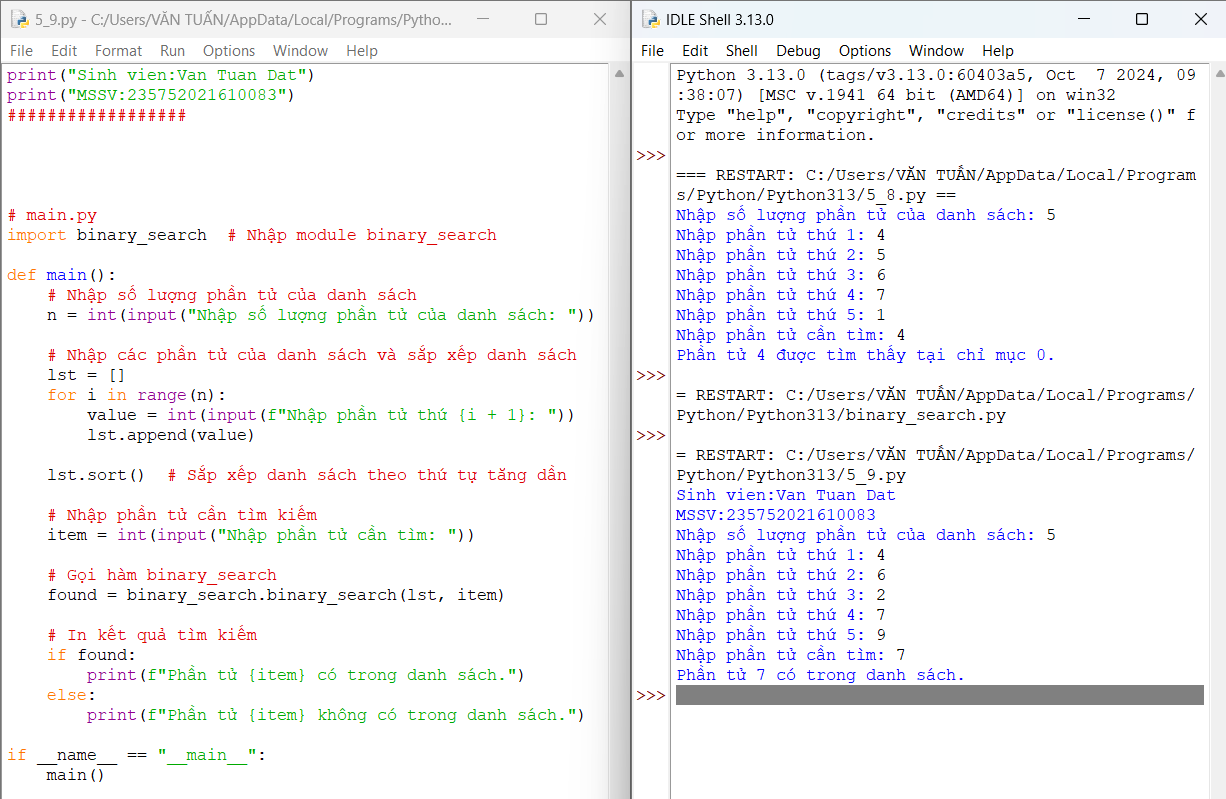 5_9.py - C:/Users/VĂN TUẤN/AppData/Local/Programs/Pytho...
File Edit Format Run Options Window Help
print("Sinh vien:Van Tuan Dat")
print("MSSV:235752021610083")
##################
# main.py
import binary_search  # Nhập module binary_search
def main():
    # Nhập số lượng phần tử của danh sách
    n = int(input("Nhập số lượng phần tử của danh sách: "))
    # Nhập các phần tử của danh sách và sắp xếp danh sách
    lst = []
    for i in range(n):
        value = int(input(f"Nhập phần tử thứ {i + 1}: "))
        lst.append(value)
    lst.sort()  # Sắp xếp danh sách theo thứ tự tăng dần
    # Nhập phần tử cần tìm kiếm
    item = int(input("Nhập phần tử cần tìm: "))
    # Gọi hàm binary_search
    found = binary_search.binary_search(lst, item)
    # In kết quả tìm kiếm
    if found:
        print(f"Phần tử {item} có trong danh sách.")
    else:
        print(f"Phần tử {item} không có trong danh sách.")
if __name__ == "__main__":
    main()
IDLE Shell 3.13.0
File Edit Shell Debug Options Window Help
Python 3.13.0 (tags/v3.13.0:60403a5, Oct  7 2024, 09
:38:07) [MSC v.1941 64 bit (AMD64)] on win32
Type "help", "copyright", "credits" or "license()" f
or more information.
>>>
=== RESTART: C:/Users/VĂN TUẤN/AppData/Local/Program
s/Python/Python313/5_8.py ==
Nhập số lượng phần tử của danh sách: 5
Nhập phần tử thứ 1: 4
Nhập phần tử thứ 2: 5
Nhập phần tử thứ 3: 6
Nhập phần tử thứ 4: 7
Nhập phần tử thứ 5: 1
Nhập phần tử cần tìm: 4
Phần tử 4 được tìm thấy tại chỉ mục 0.
>>>
= RESTART: C:/Users/VĂN TUẤN/AppData/Local/Programs/
Python/Python313/binary_search.py
>>>
= RESTART: C:/Users/VĂN TUẤN/AppData/Local/Programs/
Python/Python313/5_9.py
Sinh vien:Van Tuan Dat
MSSV:235752021610083
Nhập số lượng phần tử của danh sách: 5
Nhập phần tử thứ 1: 4
Nhập phần tử thứ 2: 6
Nhập phần tử thứ 3: 2
Nhập phần tử thứ 4: 7
Nhập phần tử thứ 5: 9
Nhập phần tử cần tìm: 7
Phần tử 7 có trong danh sách.
>>>